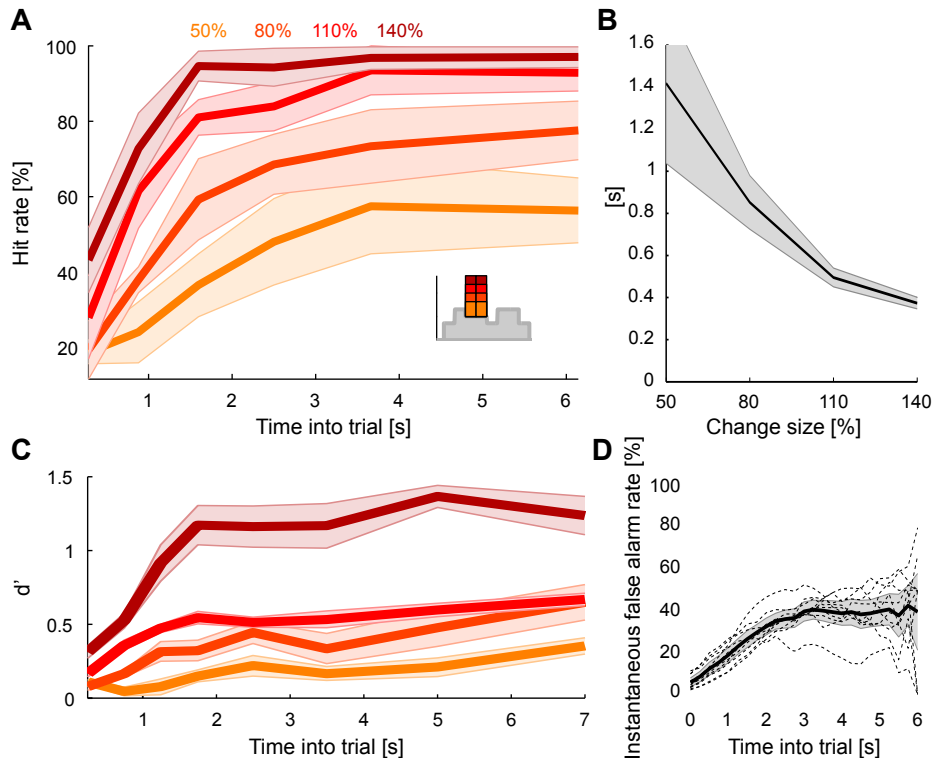 A
50% 80% 110% 140%
100
80
60
40
20
Hit rate [%]
1 2 3 4 5 6
Time into trial [s]
B
1.6
1.4
1.2
1
0.8
0.6
0.4
0.2
0
[s]
50 80 110 140
Change size [%]
C
1.5
1
0.5
0
d'
1 2 3 4 5 6 7
Time into trial [s]
D
100
80
60
40
20
0
Instantaneous false alarm rate [%]
0 1 2 3 4 5 6
Time into trial [s]